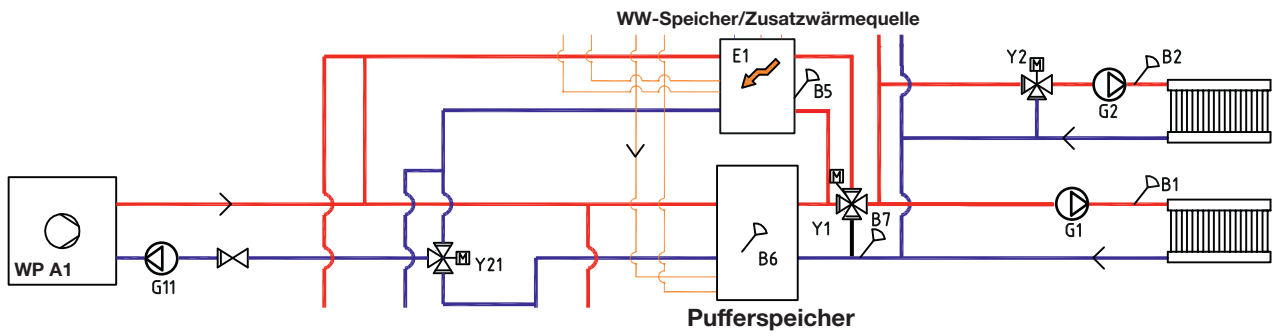 WW-Speicher/Zusatzwärmequelle
E1
B5
Y2
M
B2
G2
WP A1
G11
M
Y21
B6
M
Y1
B7
G1
B1
Pufferspeicher